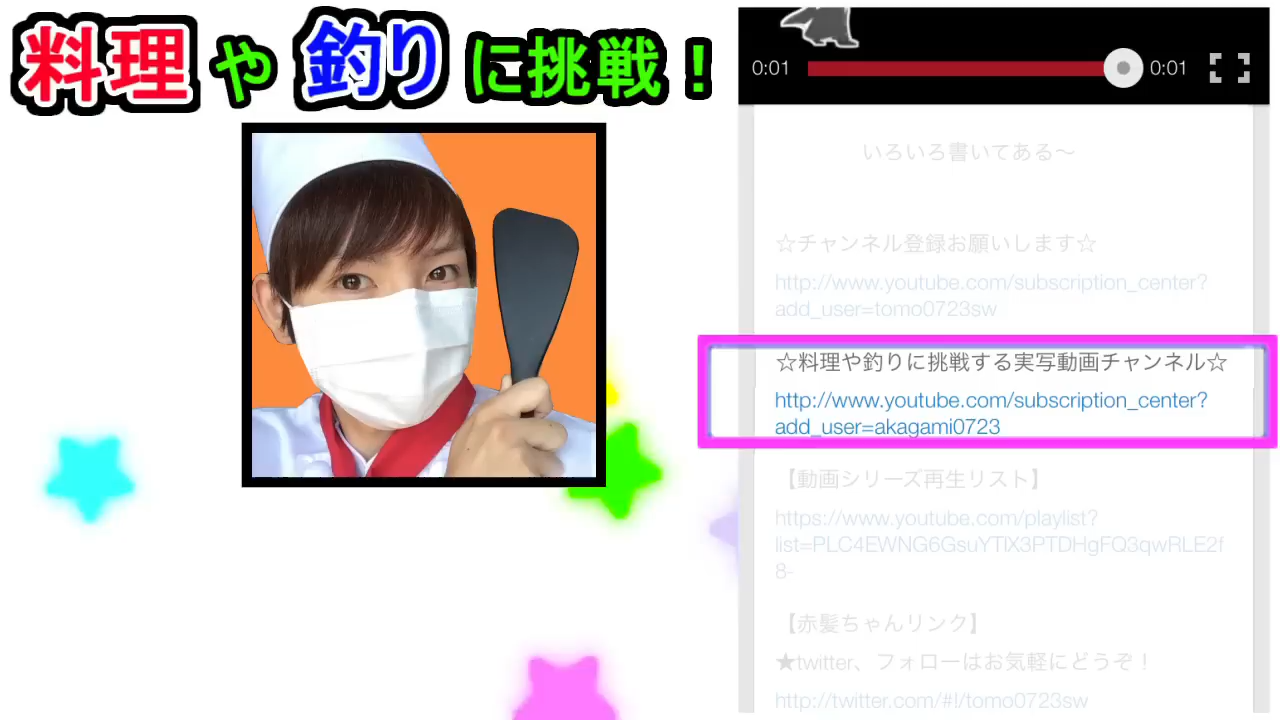 料理や釣りに挑戦！
0:01
0:01
いろいろ書いてある～
☆チャンネル登録お願いします☆
http://www.youtube.com/subscription_center?
add_user=tomo0723sw
☆料理や釣りに挑戦する実写動画チャンネル☆
http://www.youtube.com/subscription_center?
add_user=akagami0723
【動画シリーズ再生リスト】
https://www.youtube.com/playlist?
list=PLC4EWNG6GsuYTlX3PTDHgFQ3qwRLE2f
8-
【赤髪ちゃんリンク】
★twitter、フォローはお気軽にどうぞ！
http://twitter.com/#!/tomo0723sw